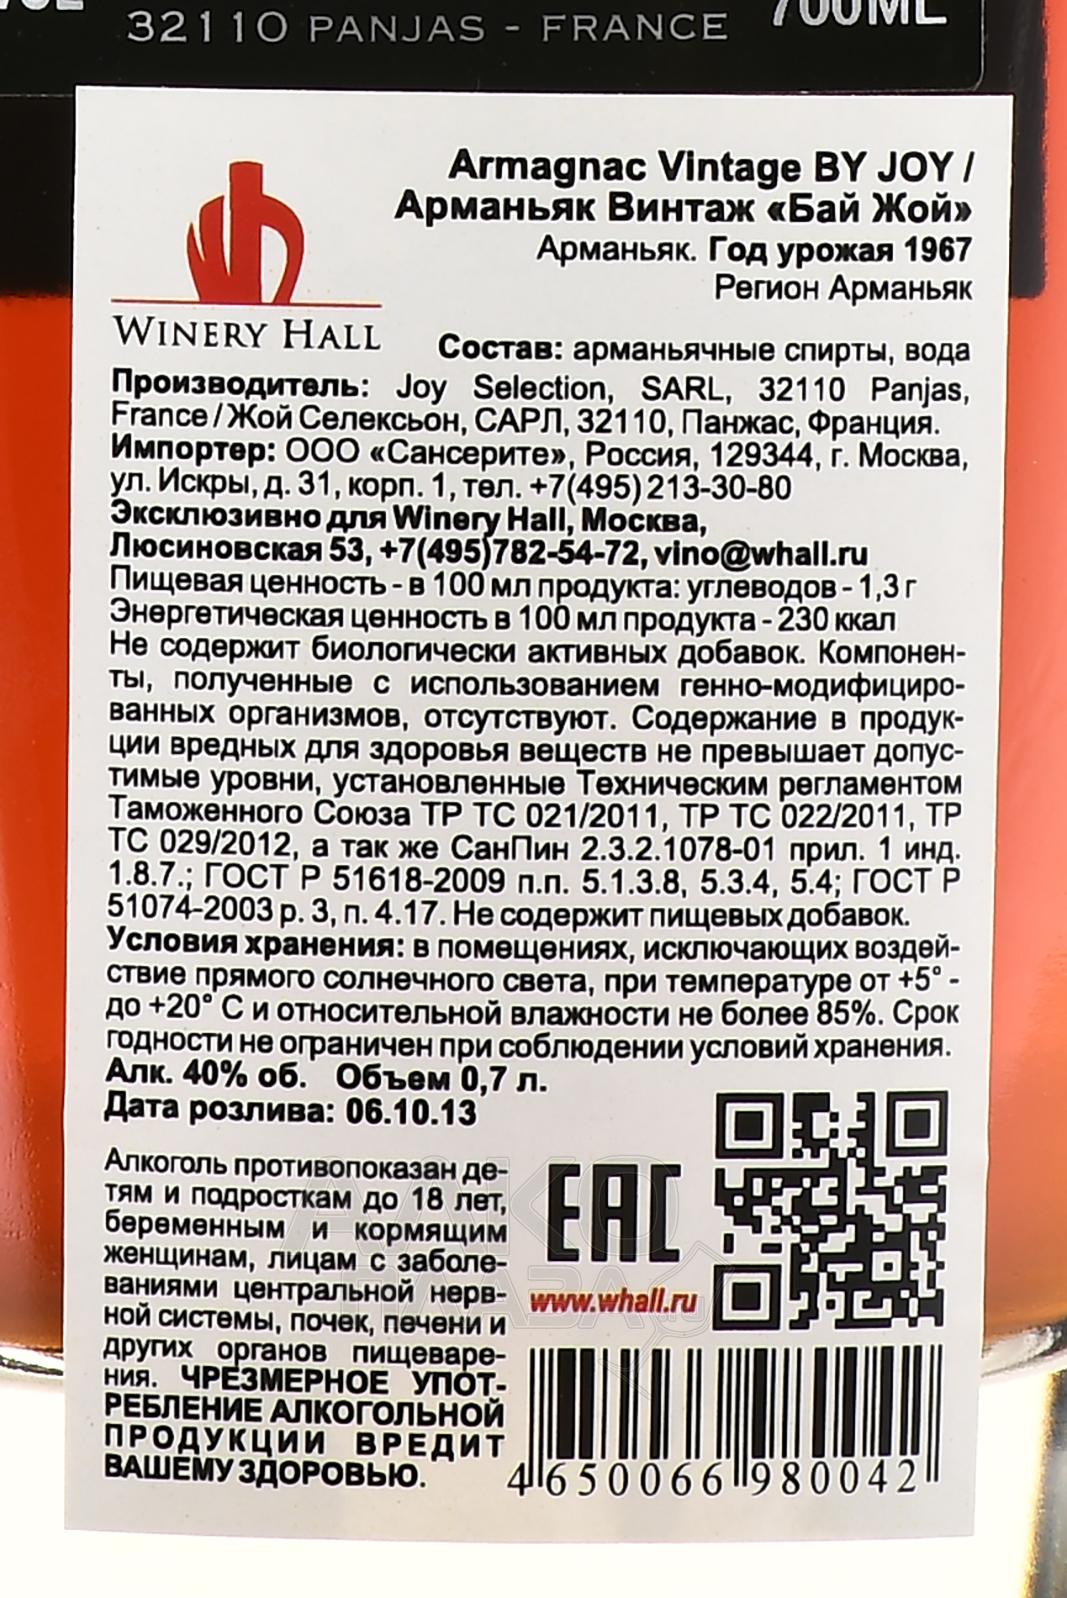 32110 PANJAS - FRANCE
700ML
Armagnac Vintage BY JOY /
Арманьяк Винтаж «Бай Жой»
Арманьяк. Год урожая 1967
Регион Арманьяк
WINERY HALL
Состав: арманьячные спирты, вода
Производитель: Joy Selection, SARL, 32110 Panjas,
France / Жой Селексьон, САРЛ, 32110, Панжас, Франция.
Импортер: ООО «Сансерите», Россия, 129344, г. Москва,
ул. Искры, д. 31, корп. 1, тел. +7(495) 213-30-80
Эксклюзивно для Winery Hall, Москва,
Люсиновская 53, +7(495)782-54-72, vino@whall.ru
Пищевая ценность - в 100 мл продукта: углеводов - 1,3 г
Энергетическая ценность в 100 мл продукта - 230 ккал
Не содержит биологически активных добавок. Компонен-
ты, полученные с использованием генно-модифициро-
ванных организмов, отсутствуют. Содержание в продук-
ции вредных для здоровья веществ не превышает допус-
тимые уровни, установленные Техническим регламентом
Таможенного Союза ТР ТС 021/2011, ТР ТС 022/2011, ТР
ТС 029/2012, а так же СанПин 2.3.2.1078-01 прил. 1 инд.
1.8.7.; ГОСТ Р 51618-2009 п.п. 5.1.3.8, 5.3.4, 5.4; ГОСТ Р
51074-2003 р. 3, п. 4.17. Не содержит пищевых добавок.
Условия хранения: в помещениях, исключающих воздей-
ствие прямого солнечного света, при температуре от +5° -
до +20° С и относительной влажности не более 85%. Срок
годности не ограничен при соблюдении условий хранения.
Алк. 40% об. Объем 0,7 л.
Дата розлива: 06.10.13
Алкоголь противопоказан де-
тям и подросткам до 18 лет,
беременным и кормящим
женщинам, лицам с заболе-
ваниями центральной нерв-
ной системы, почек, печени и
других органов пищеваре-
ния. ЧРЕЗМЕРНОЕ УПОТ-
РЕБЛЕНИЕ АЛКОГОЛЬНОЙ
ПРОДУКЦИИ ВРЕДИТ
ВАШЕМУ ЗДОРОВЬЮ.
EAC
www.whall.ru
4 650066 980042